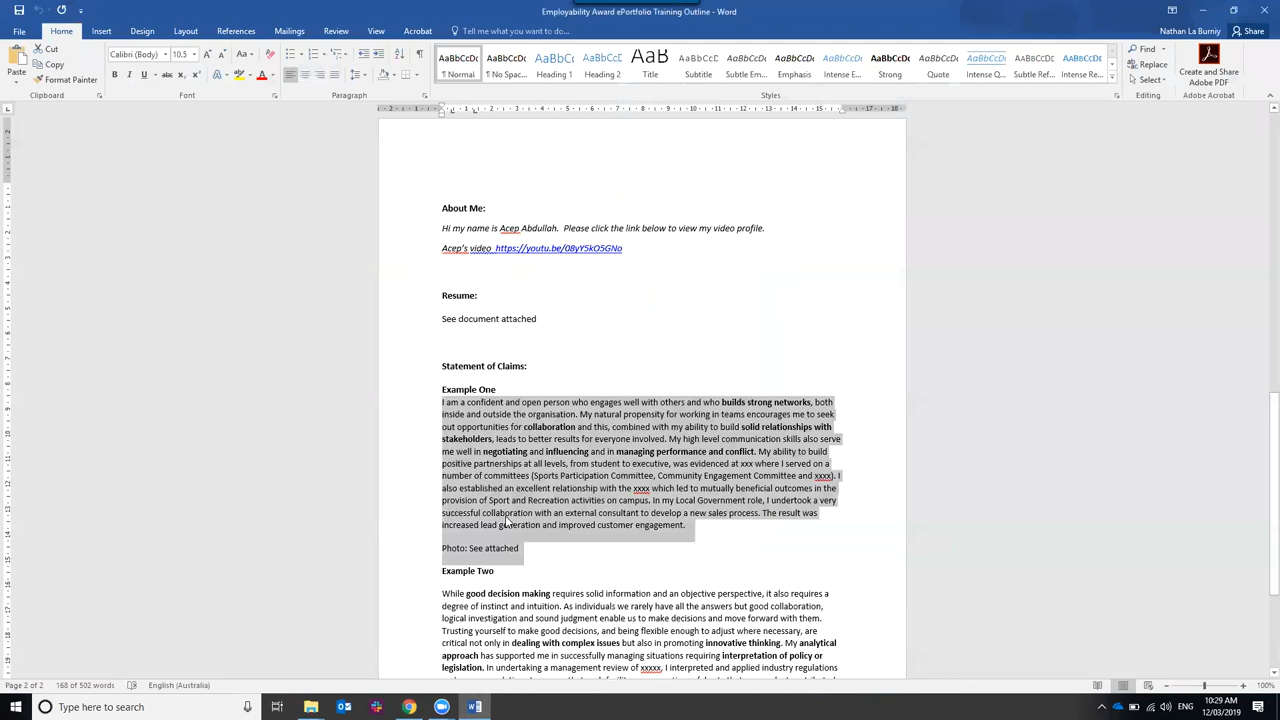 Employability Award ePortfolio Training Outline - Word
Nathan La Burniy
File Home Insert Design Layout References Mailings Review View Acrobat Tell me what you want to do... Share
Paste
Cut
Copy
Format Painter
Clipboard
Calibri (Body) 10.5
Font
Paragraph
AaBbCcDc AaBbCcDc AaBbCc AaBbCcD AaB AaBbCcD AaBbCcDc AaBbCcDc AaBbCcDc AaBbCcDc AaBbCcDc AaBbCcDc AaBbCcDc AaBbCcDc
¶ Normal ¶ No Spac... Heading 1 Heading 2 Title Subtitle Subtle Em... Emphasis Intense E... Strong Quote Intense Q... Subtle Ref... Intense Re...
Styles
Find
Replace
Select
Editing
Create and Share
Adobe PDF
Adobe Acrobat
About Me:
Hi my name is Acep Abdullah. Please click the link below to view my video profile.
Acep's video https://youtu.be/08yY5kO5GNo
Resume:
See document attached
Statement of Claims:
Example One
I am a confident and open person who engages well with others and who builds strong networks, both
inside and outside the organisation. My natural propensity for working in teams encourages me to seek
out opportunities for collaboration and this, combined with my ability to build solid relationships with
stakeholders, leads to better results for everyone involved. My high level communication skills also serve
me well in negotiating and influencing and in managing performance and conflict. My ability to build
positive partnerships at all levels, from student to executive, was evidenced at xxx where I served on a
number of committees (Sports Participation Committee, Community Engagement Committee and xxxx). I
also established an excellent relationship with the xxxx which led to mutually beneficial outcomes in the
provision of Sport and Recreation activities on campus. In my Local Government role, I undertook a very
successful collaboration with an external consultant to develop a new sales process. The result was
increased lead generation and improved customer engagement.
Photo: See attached
Example Two
While good decision making requires solid information and an objective perspective, it also requires a
degree of instinct and intuition. As individuals we rarely have all the answers but good collaboration,
logical investigation and sound judgment enable us to make decisions and move forward with them.
Trusting yourself to make good decisions, and being flexible enough to adjust where necessary, are
critical not only in dealing with complex issues but also in promoting innovative thinking. My analytical
approach has supported me in successfully managing situations requiring interpretation of policy or
legislation. In undertaking a management review of xxxxx, I interpreted and applied industry regulations
Page 2 of 2 168 of 502 words English (Australia) 100%
Type here to search
10:29 AM
12/03/2019